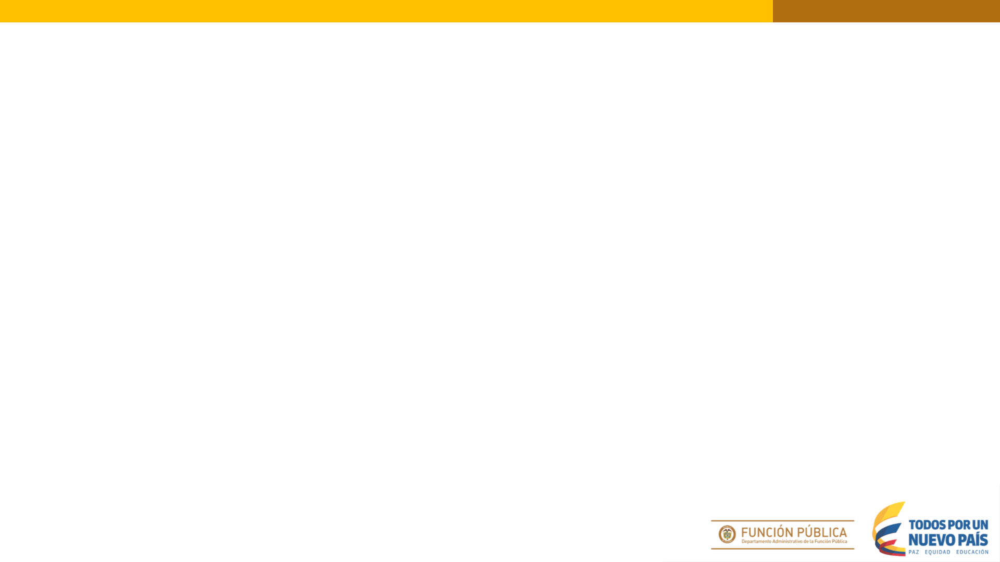 FUNCIÓN PÚBLICA
Departamento Administrativo de la Función Pública
TODOS POR UN
NUEVO PAÍS
PAZ EQUIDAD EDUCACIÓN